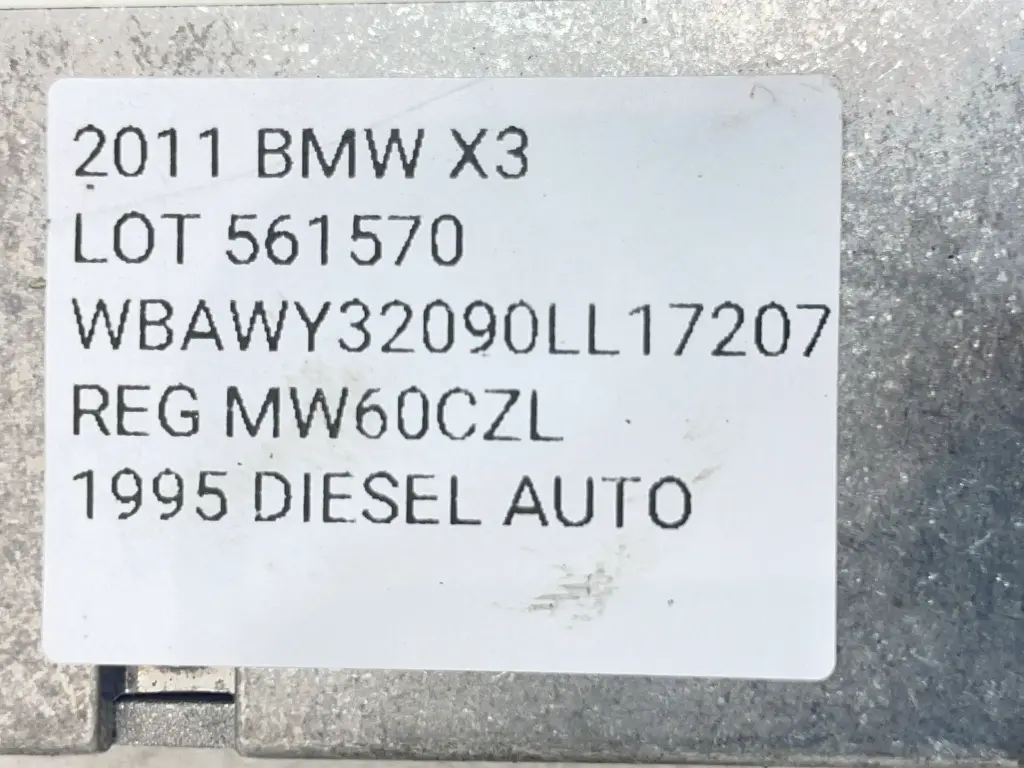 2011 BMW X3
LOT 561570
WBAWY32090LL17207
REG MW60CZL
1995 DIESEL AUTO